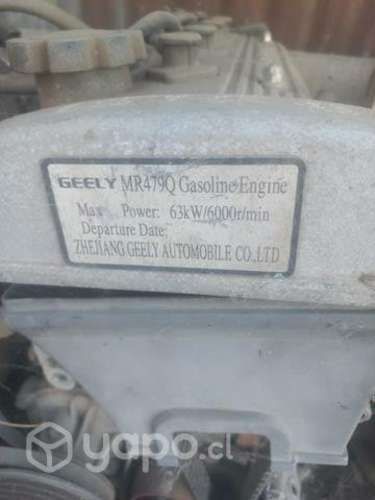 GEELY MR479Q Gasoline Engine
Max Power: 63kW/6000r/min
Departure Date:
ZHEJIANG GEELY AUTOMOBILE CO.,LTD
yapo.cl